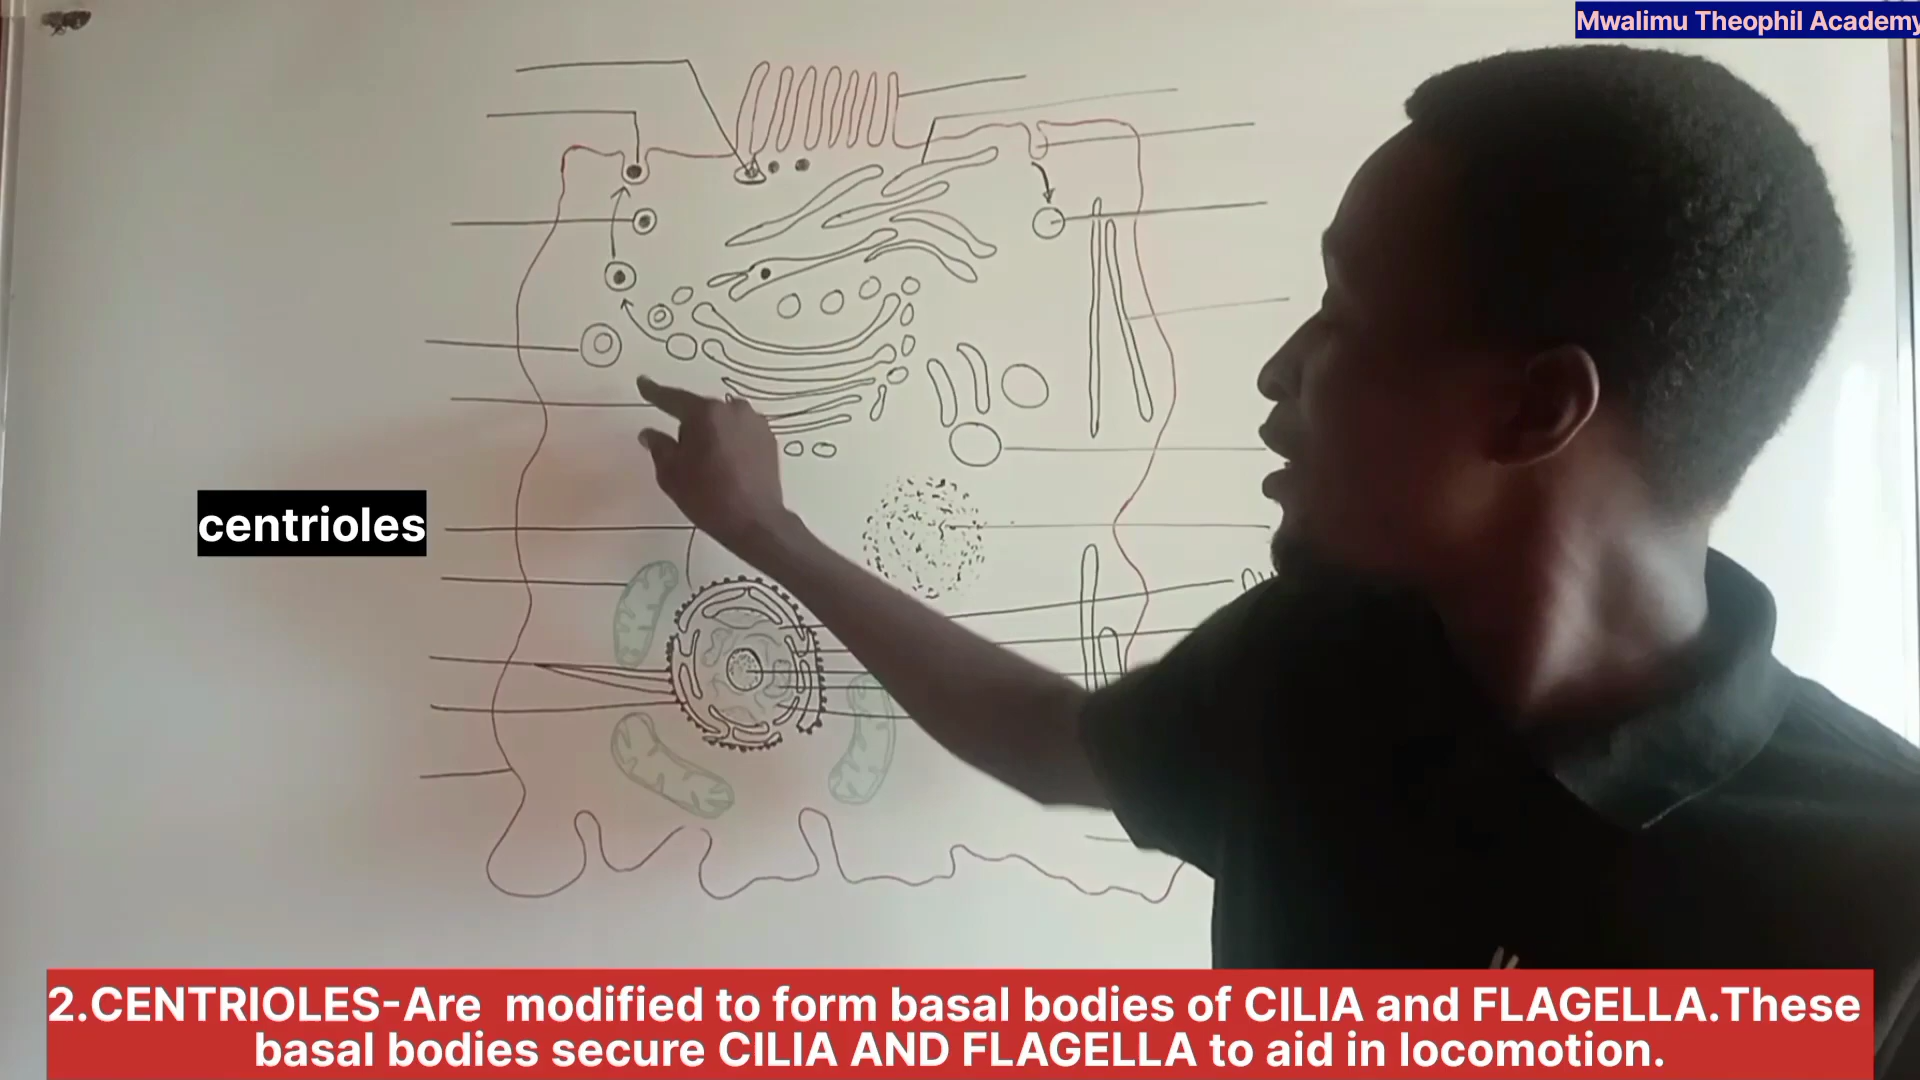 Mwalimu Theophil Academy
centrioles
2.CENTRIOLES-Are  modified to form basal bodies of CILIA and FLAGELLA.These
basal bodies secure CILIA AND FLAGELLA to aid in locomotion.